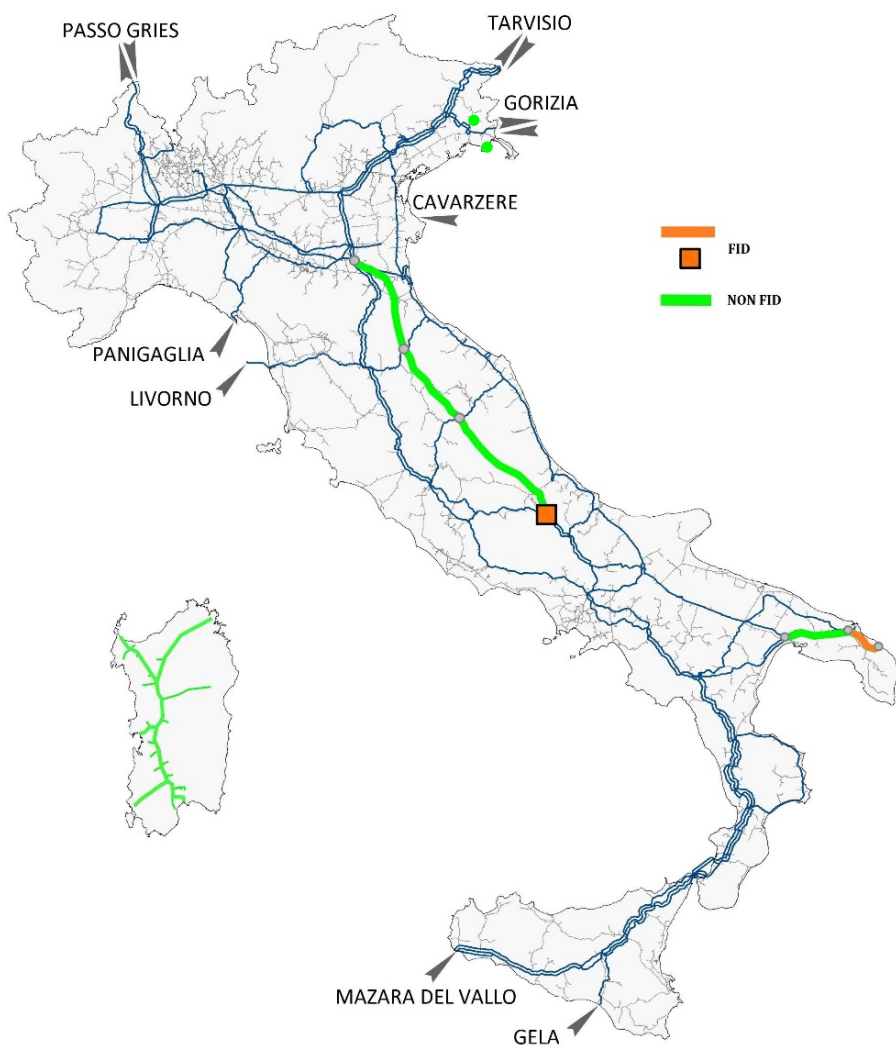 PASSO GRIES
TARVISIO
GORIZIA
CAVARZERE
FID
NON FID
PANIGAGLIA
LIVORNO
MAZARA DEL VALLO
GELA